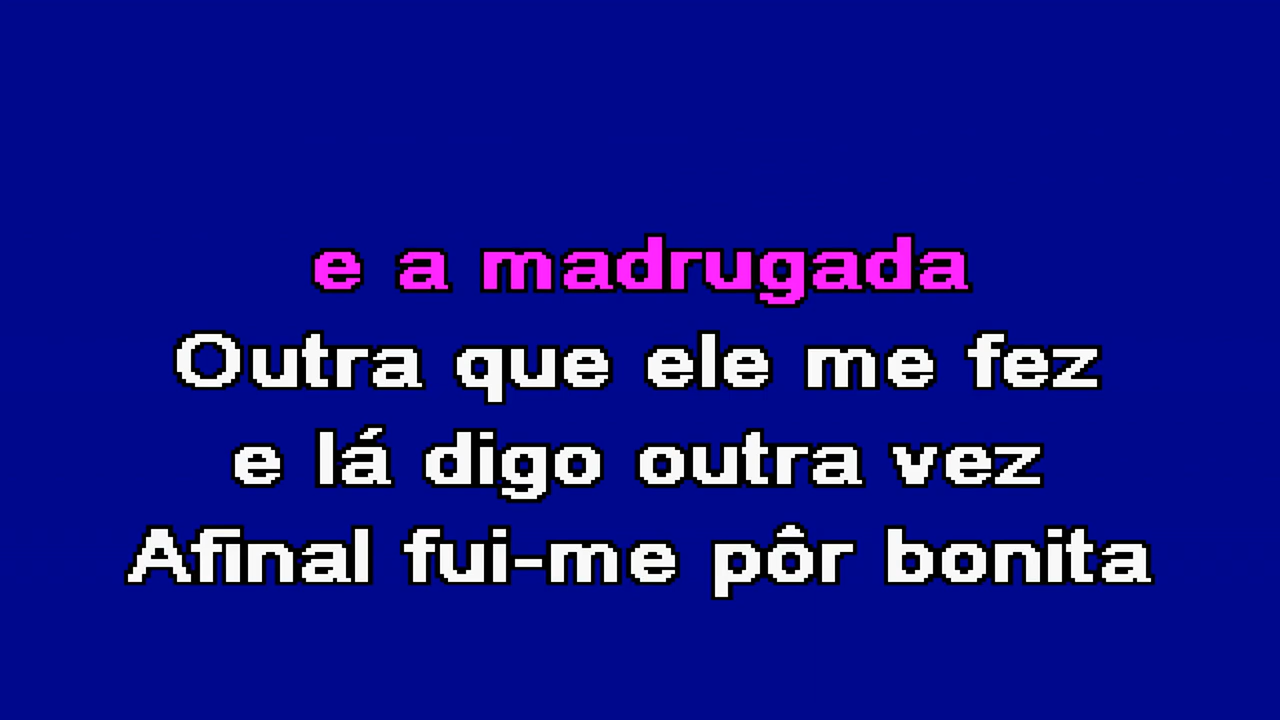 e a madrugada
Outra que ele me fez
e lá digo outra vez
Afinal fui-me pôr bonita